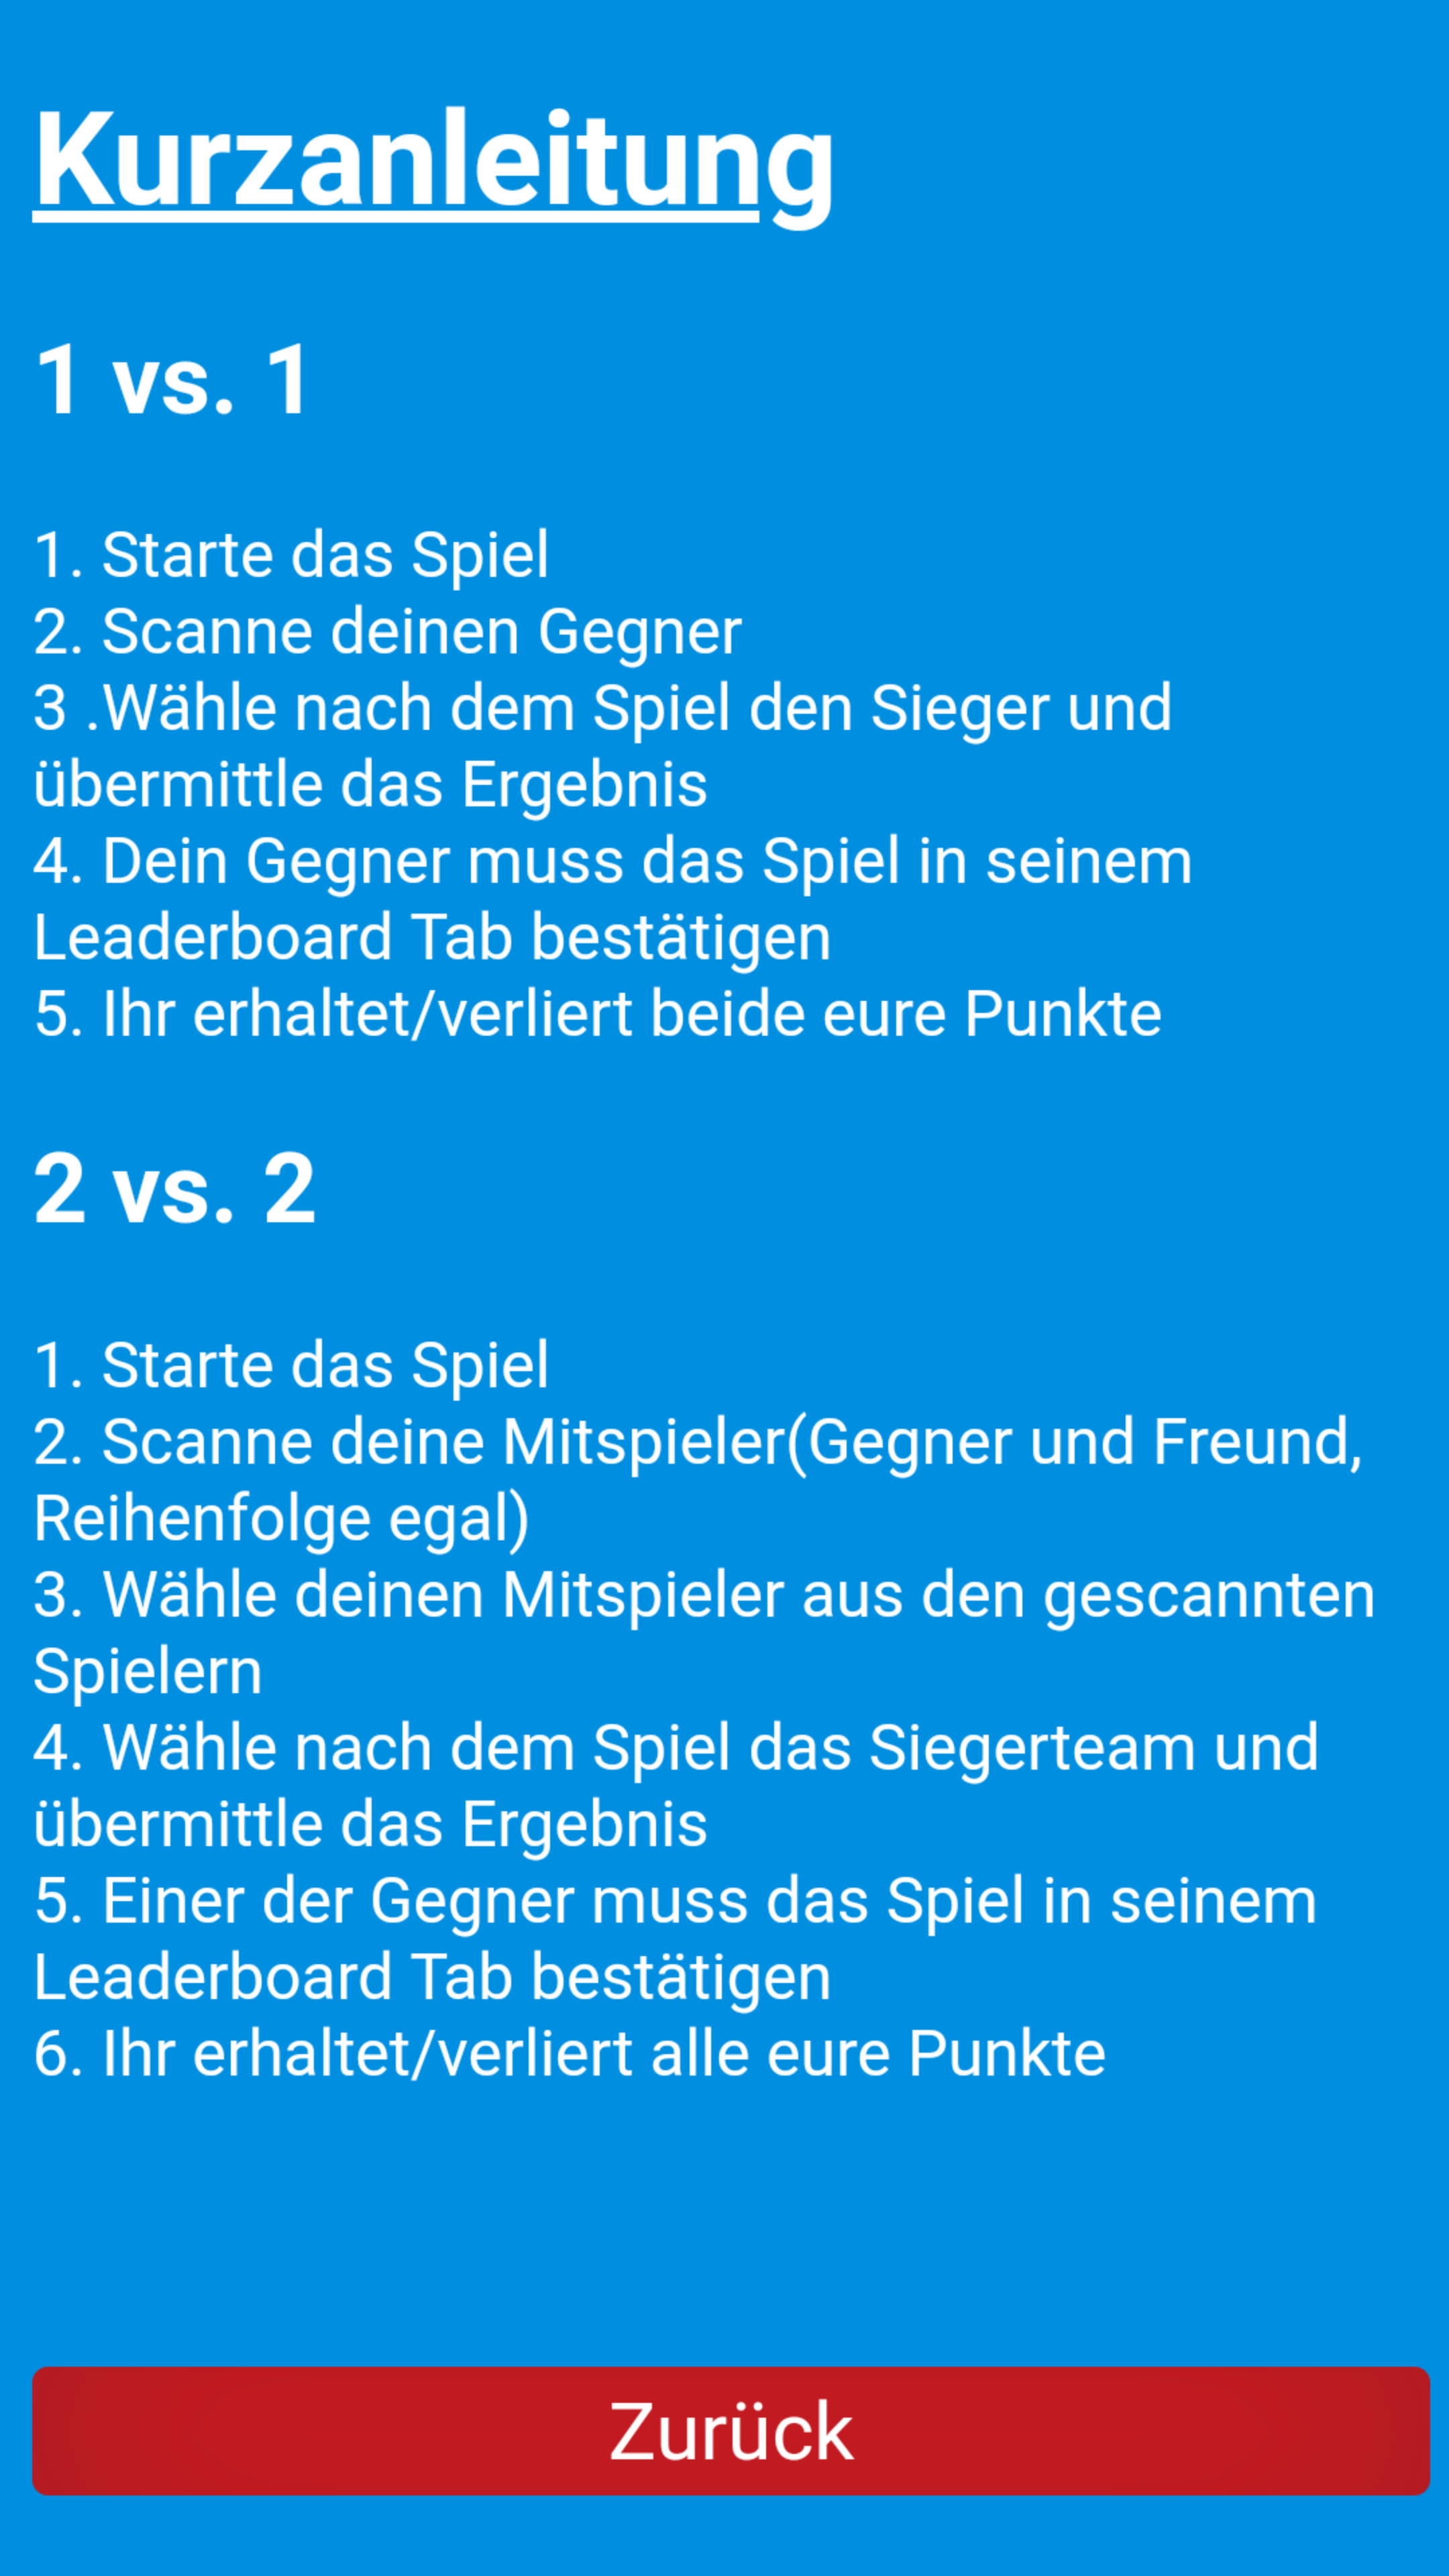 Kurzanleitung
1 vs. 1
1. Starte das Spiel
2. Scanne deinen Gegner
3 .Wähle nach dem Spiel den Sieger und
übermittle das Ergebnis
4. Dein Gegner muss das Spiel in seinem
Leaderboard Tab bestätigen
5. Ihr erhaltet/verliert beide eure Punkte
2 vs. 2
1. Starte das Spiel
2. Scanne deine Mitspieler(Gegner und Freund,
Reihenfolge egal)
3. Wähle deinen Mitspieler aus den gescannten
Spielern
4. Wähle nach dem Spiel das Siegerteam und
übermittle das Ergebnis
5. Einer der Gegner muss das Spiel in seinem
Leaderboard Tab bestätigen
6. Ihr erhaltet/verliert alle eure Punkte
Zurück